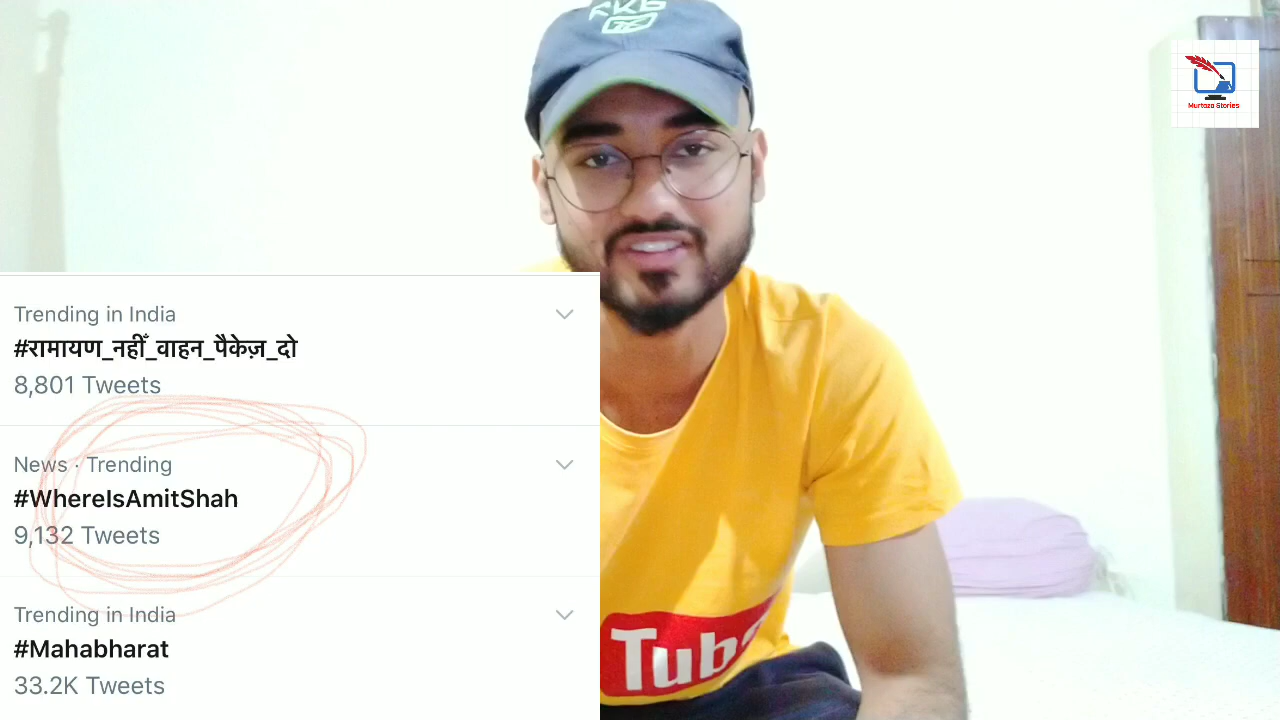 Murtaza Stories
Trending in India
#रामायण_नहीं_वाहन_पैकेज़_दो
8,801 Tweets
News · Trending
#WhereIsAmitShah
9,132 Tweets
Trending in India
#Mahabharat
33.2K Tweets
Tube